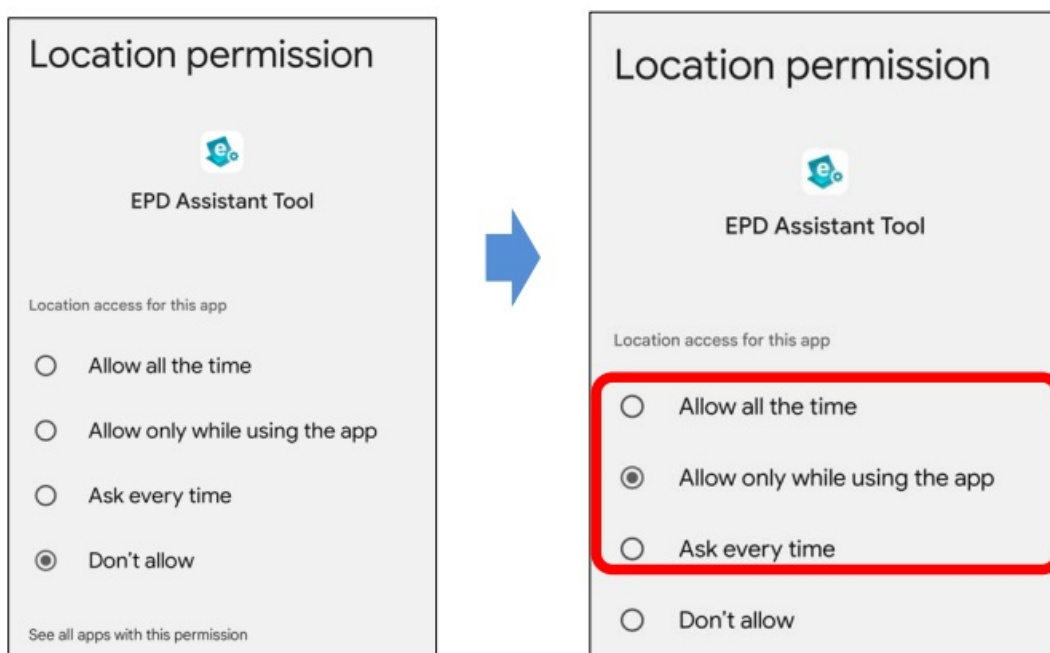 Location permission
EPD Assistant Tool
Location access for this app
Allow all the time
Allow only while using the app
Ask every time
Don't allow
See all apps with this permission
Location permission
EPD Assistant Tool
Location access for this app
Allow all the time
Allow only while using the app
Ask every time
Don't allow